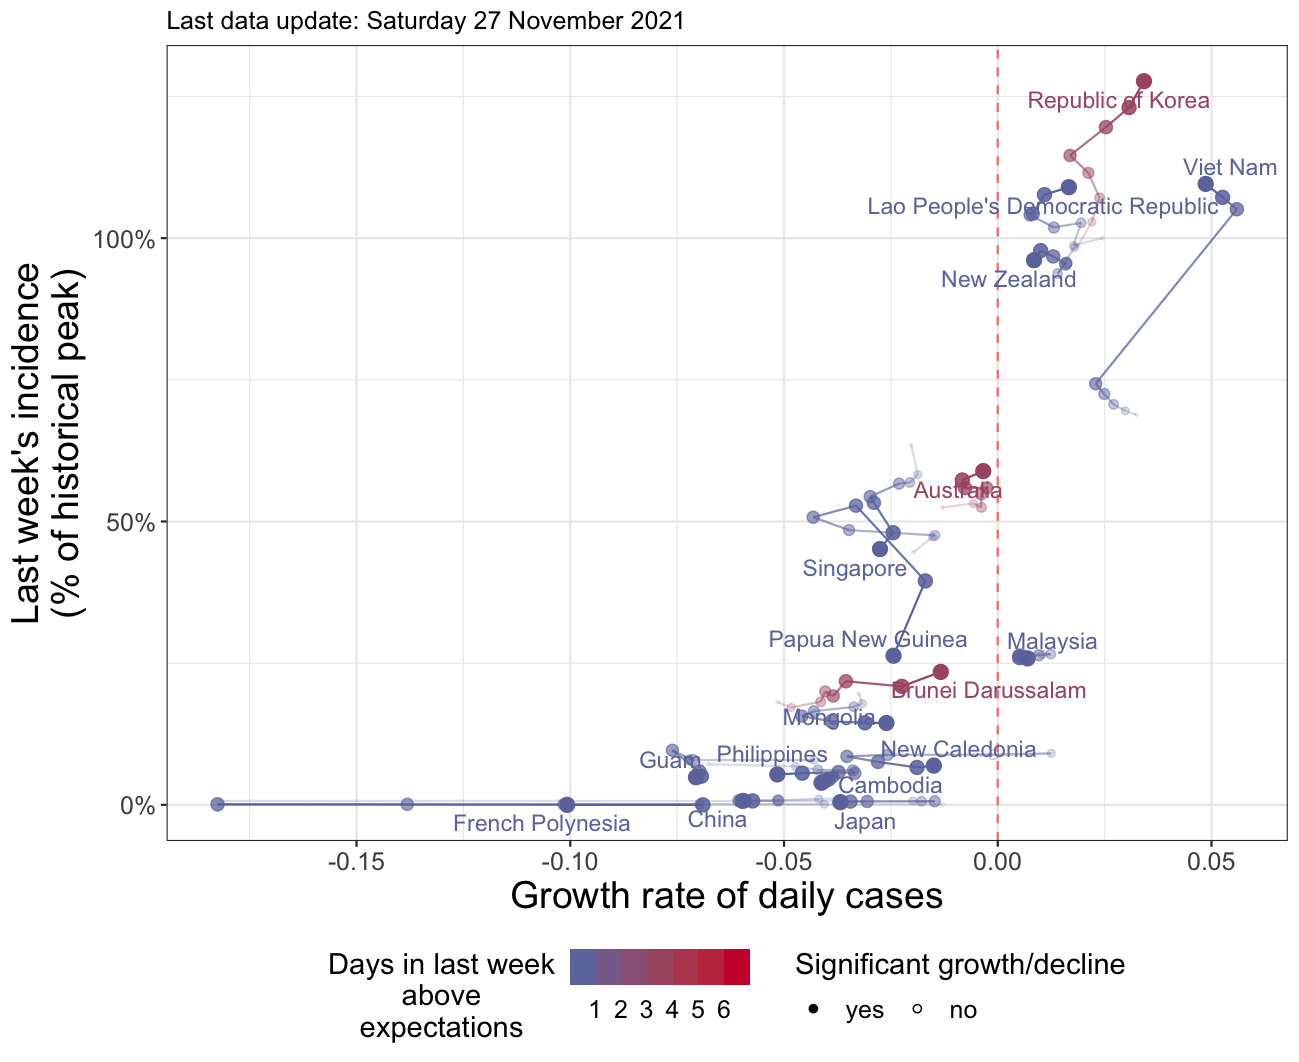 Last data update: Saturday 27 November 2021
Last week's incidence
(% of historical peak)
100%
50%
0%
Republic of Korea
Viet Nam
Lao People's Democratic Republic
New Zealand
Australia
Singapore
Papua New Guinea
Malaysia
Brunei Darussalam
Mongolia
New Caledonia
Guam
Philippines
Cambodia
French Polynesia
China
Japan
-0.15
-0.10
-0.05
0.00
0.05
Growth rate of daily cases
Days in last week
above
expectations
1 2 3 4 5 6
Significant growth/decline
yes
no